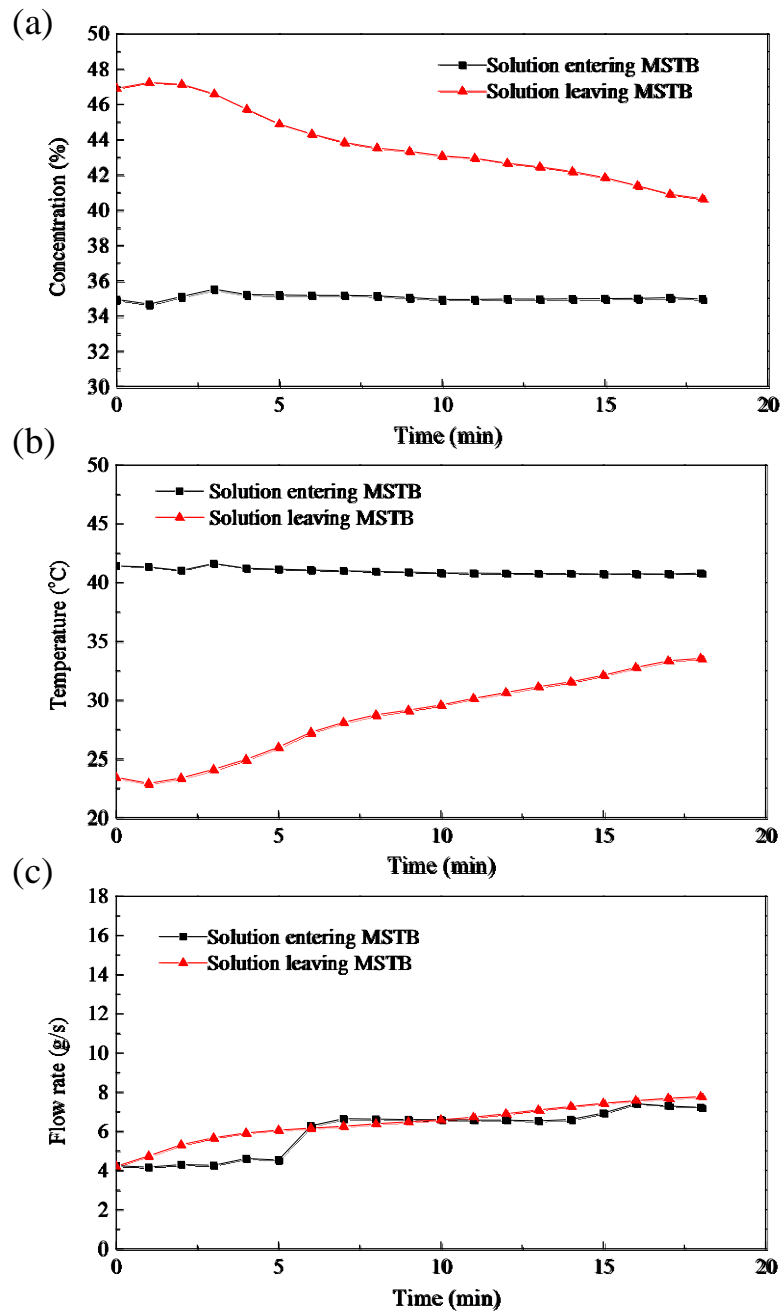 (a)
50
48
46
44
42
40
38
36
34
32
30
Concentration (%)
Solution entering MSTB
Solution leaving MSTB
0 5 10 15 20
Time (min)
(b)
50
45
40
35
30
25
20
Temperature (°C)
Solution entering MSTB
Solution leaving MSTB
0 5 10 15 20
Time (min)
(c)
18
16
14
12
10
8
6
4
2
0
Flow rate (g/s)
Solution entering MSTB
Solution leaving MSTB
0 5 10 15 20
Time (min)